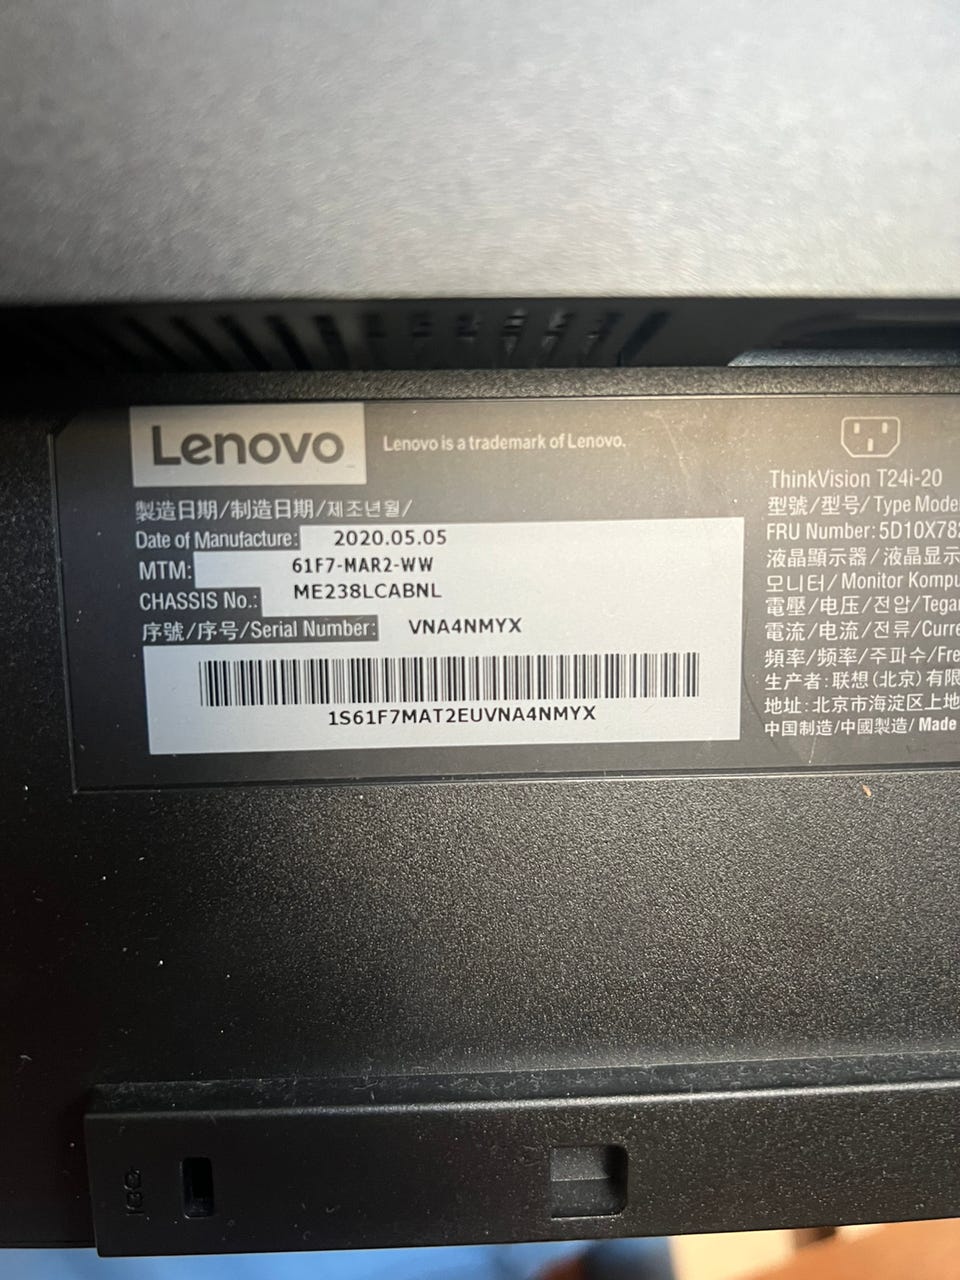 Lenovo
Lenovo is a trademark of Lenovo.
製造日期/制造日期/제조년월/
Date of Manufacture: 2020.05.05
MTM: 61F7-MAR2-WW
CHASSIS No.: ME238LCABNL
序號/序号/Serial Number: VNA4NMYX
1S61F7MAT2EUVNA4NMYX
ThinkVision T24i-20
型號/型号/Type Mode
FRU Number: 5D10X782
液晶顯示器/液晶显示
모니터/Monitor Kompu
電壓/电压/전압/Tegan
電流/电流/전류/Curre
頻率/频率/주파수/Fre
生产者:联想(北京)有限
地址:北京市海淀区上地
中国制造/中國製造/Made